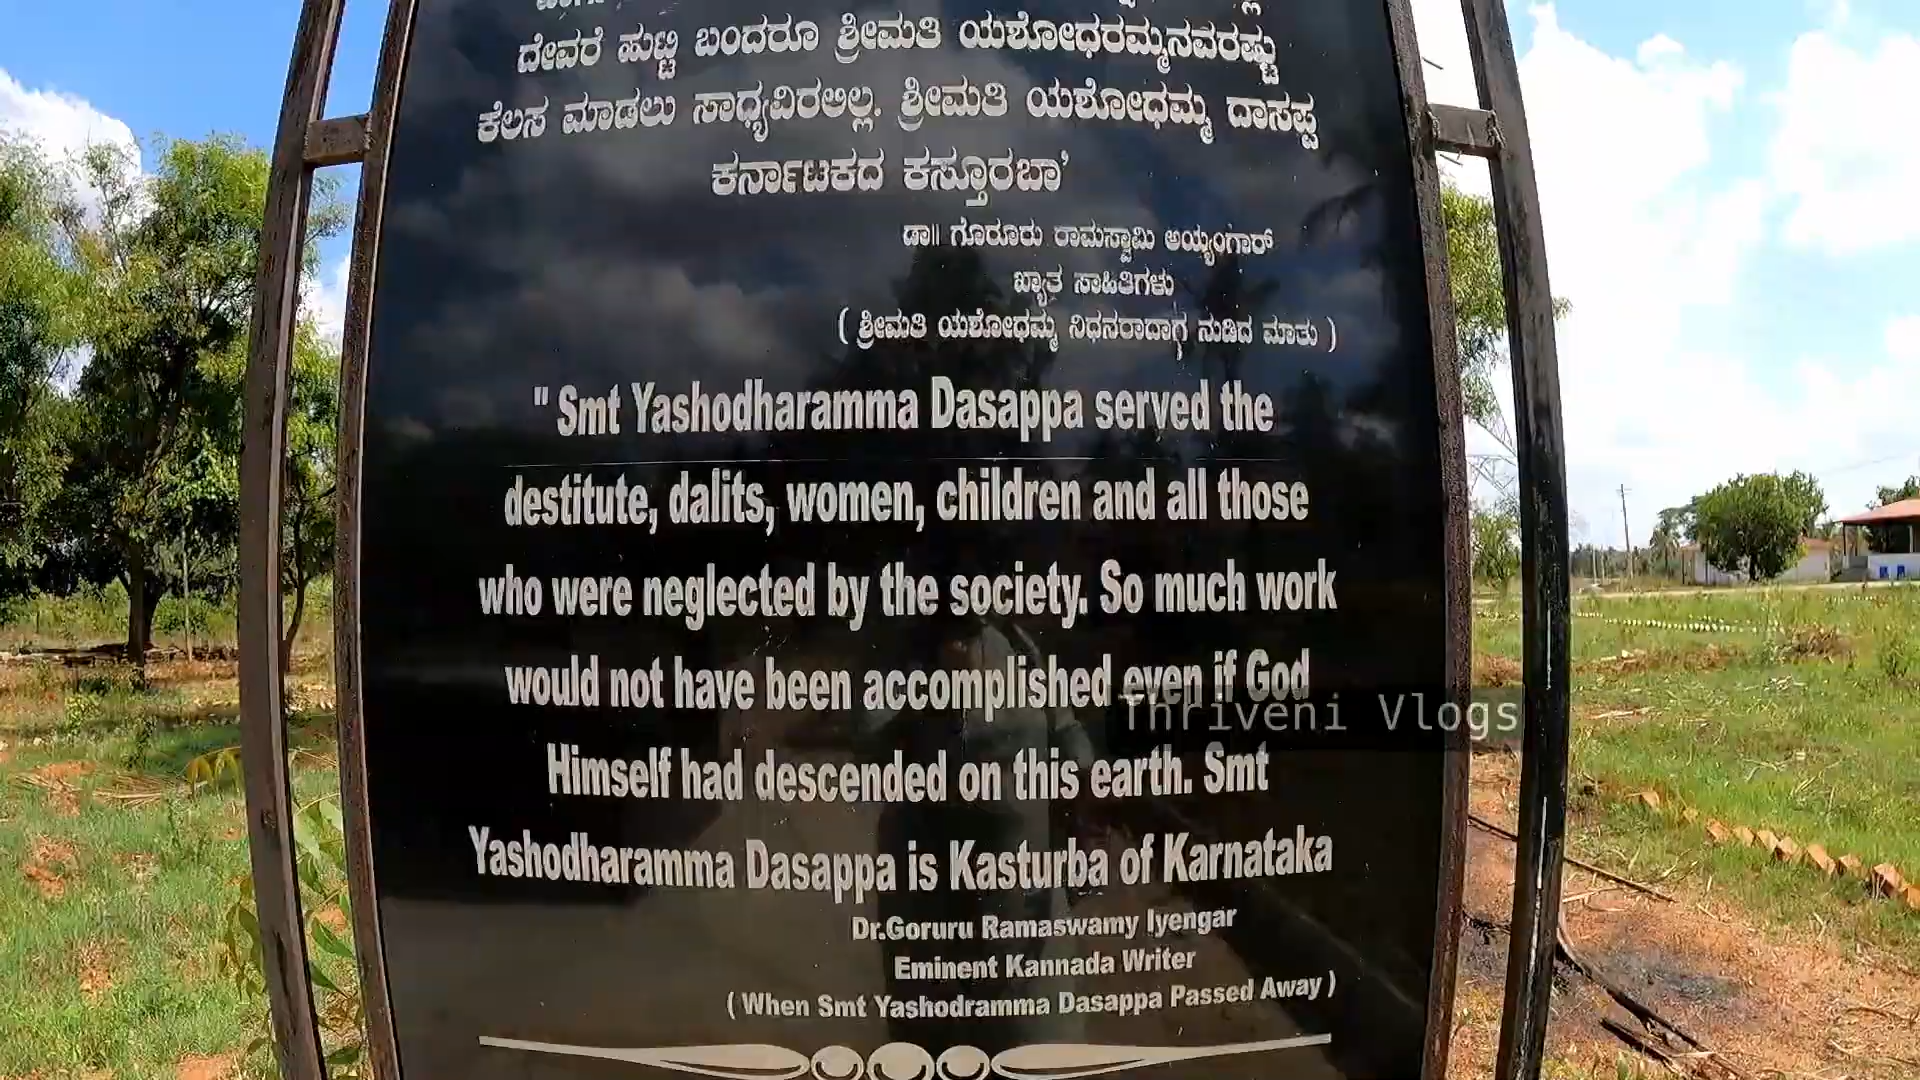 ದೇವರೆ ಹುಟ್ಟಿ ಬಂದರೂ ಶ್ರೀಮತಿ ಯಶೋಧರಮ್ಮನವರಷ್ಟು
ಕೆಲಸ ಮಾಡಲು ಸಾಧ್ಯವಿರಲಿಲ್ಲ. ಶ್ರೀಮತಿ ಯಶೋಧಮ್ಮ ದಾಸಪ್ಪ
ಕರ್ನಾಟಕದ ಕಸ್ತೂರಬಾ'
ಡಾ|| ಗೊರೂರು ರಾಮಸ್ವಾಮಿ ಅಯ್ಯಂಗಾರ್
ಖ್ಯಾತ ಸಾಹಿತಿಗಳು
( ಶ್ರೀಮತಿ ಯಶೋಧಮ್ಮ ನಿಧನರಾದಾಗ್ಗ ನುಡಿದ ಮಾತು )
" Smt Yashodharamma Dasappa served the
destitute, dalits, women, children and all those
who were neglected by the society. So much work
would not have been accomplished even if God
Thriveni Vlogs
Himself had descended on this earth. Smt
Yashodharamma Dasappa is Kasturba of Karnataka
Dr.Goruru Ramaswamy Iyengar
Eminent Kannada Writer
( When Smt Yashodramma Dasappa Passed Away )